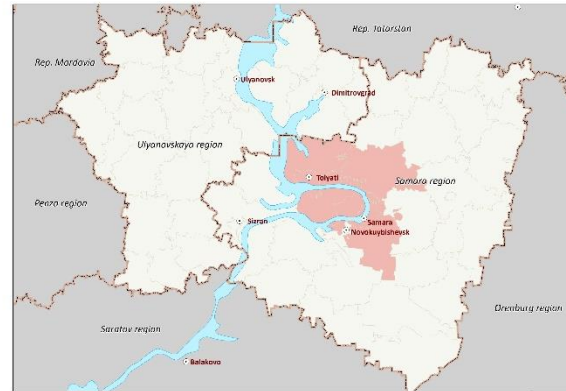 Rep. Tatarstan
Rep. Mordovia
Ulyanovsk
Dimitrovgrad
Ulyanovskaya region
Tolyati
Samara region
Penza region
Sizran
Samara
Novokuybishevsk
Orenburg region
Saratov region
Balakovo